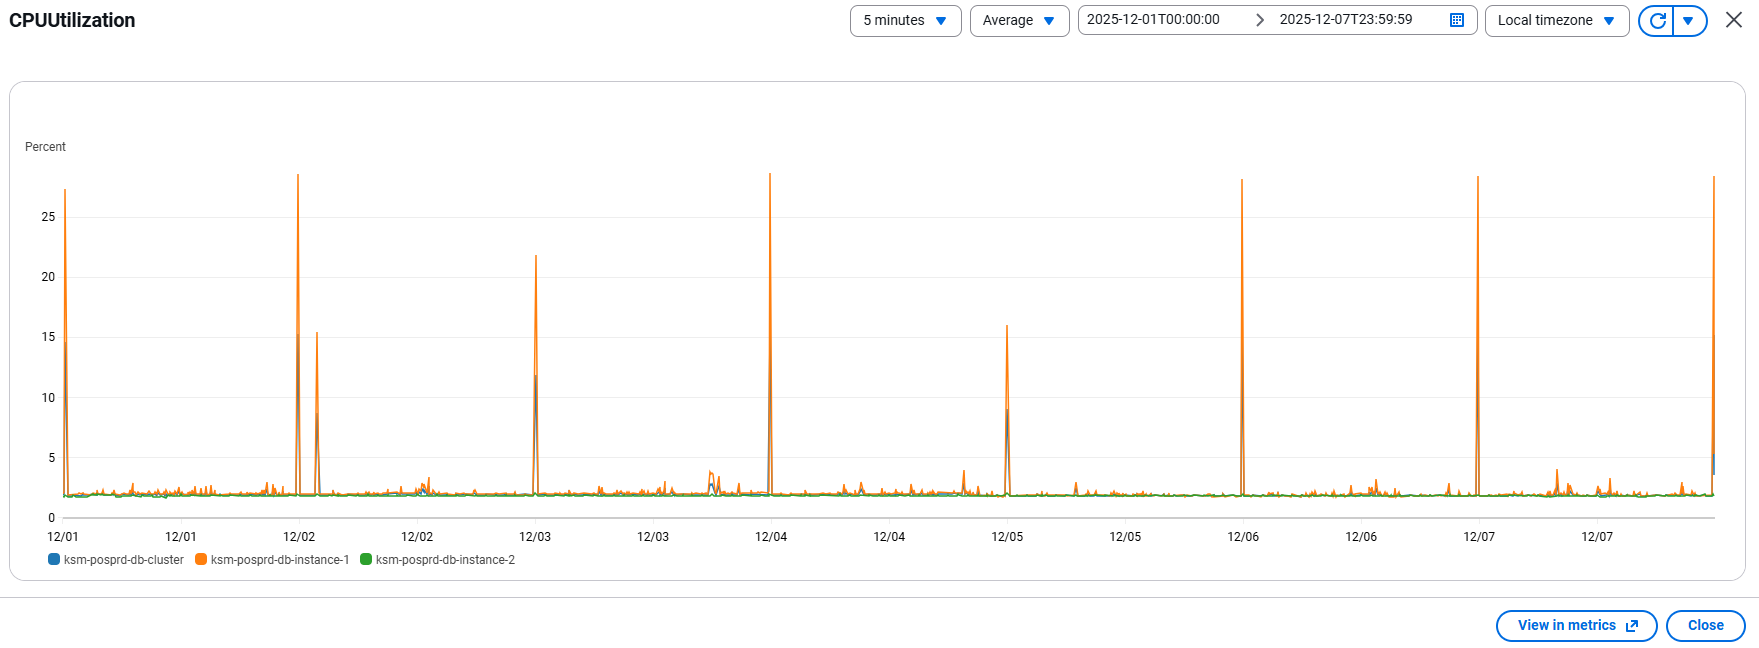 CPUUtilization
5 minutes
Average
2025-12-01T00:00:00
2025-12-07T23:59:59
Local timezone
Percent
25
20
15
10
5
0
12/01 12/01 12/02 12/02 12/03 12/03 12/04 12/04 12/05 12/05 12/06 12/06 12/07 12/07
ksm-posprd-db-cluster ksm-posprd-db-instance-1 ksm-posprd-db-instance-2
View in metrics
Close